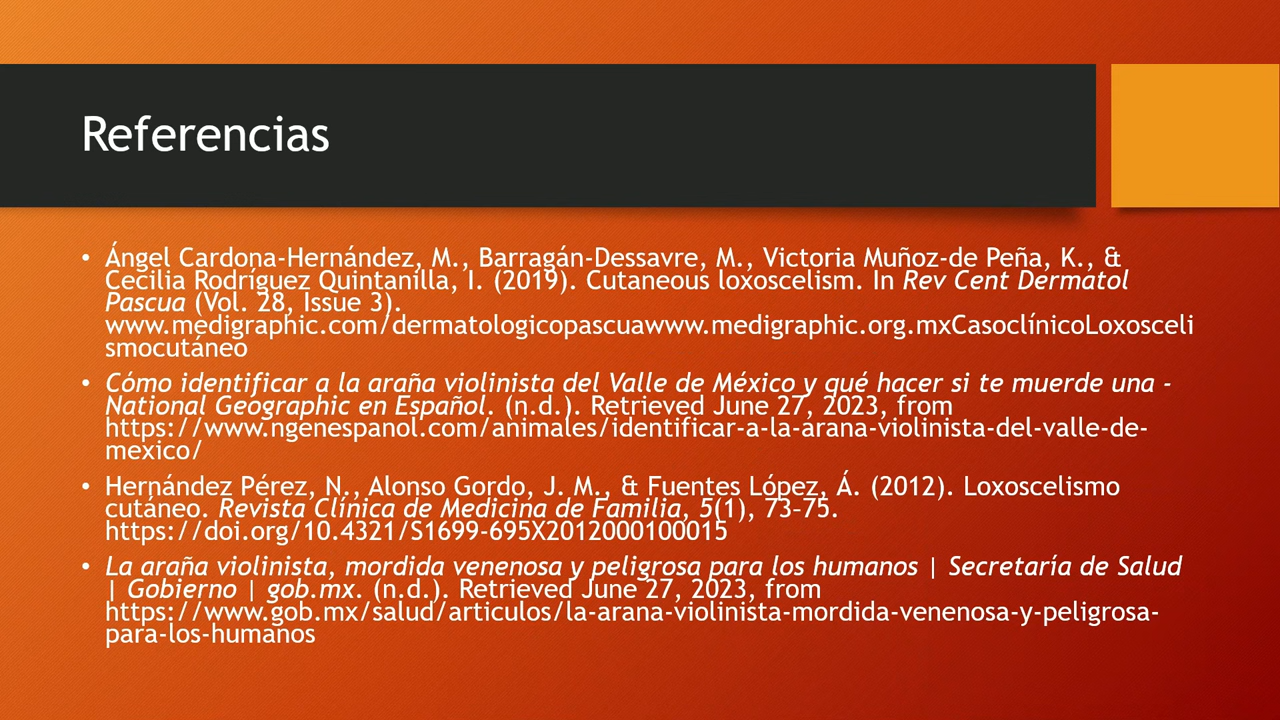 Referencias
• Ángel Cardona-Hernández, M., Barragán-Dessavre, M., Victoria Muñoz-de Peña, K., &
Cecilia Rodríguez Quintanilla, I. (2019). Cutaneous loxoscelism. In Rev Cent Dermatol
Pascua (Vol. 28, Issue 3).
www.medigraphic.com/dermatologicopascuawww.medigraphic.org.mxCasoclínicoLoxosceli
smocutáneo
• Cómo identificar a la araña violinista del Valle de México y qué hacer si te muerde una -
National Geographic en Español. (n.d.). Retrieved June 27, 2023, from
https://www.ngenespanol.com/animales/identificar-a-la-arana-violinista-del-valle-de-
mexico/
• Hernández Pérez, N., Alonso Gordo, J. M., & Fuentes López, Á. (2012). Loxoscelismo
cutáneo. Revista Clínica de Medicina de Familia, 5(1), 73–75.
https://doi.org/10.4321/S1699-695X2012000100015
• La araña violinista, mordida venenosa y peligrosa para los humanos | Secretaría de Salud
| Gobierno | gob.mx. (n.d.). Retrieved June 27, 2023, from
https://www.gob.mx/salud/articulos/la-arana-violinista-mordida-venenosa-y-peligrosa-
para-los-humanos